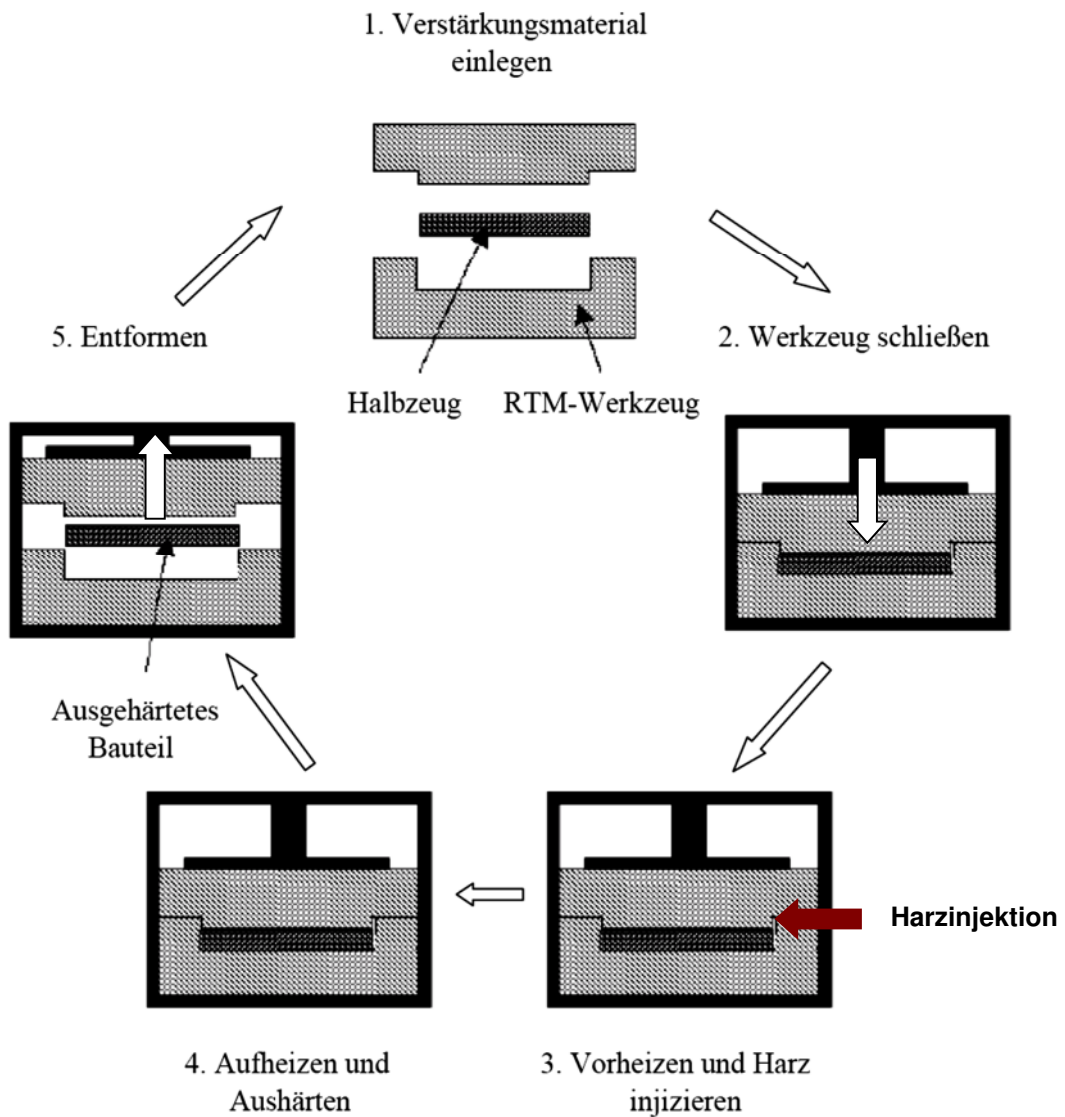 1. Verstärkungsmaterial
einlegen
5. Entformen
2. Werkzeug schließen
Halbzeug
RTM-Werkzeug
Ausgehärtetes
Bauteil
Harzinjektion
4. Aufheizen und
Aushärten
3. Vorheizen und Harz
injizieren